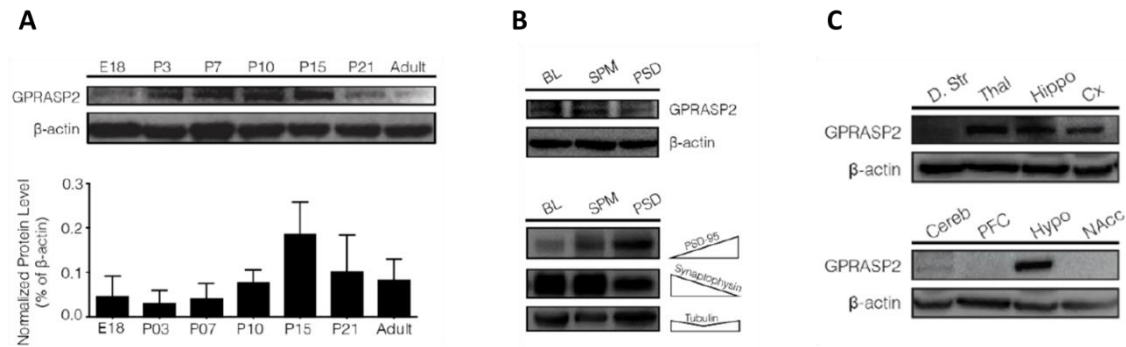 A
E18 P3 P7 P10 P15 P21 Adult
GPRASP2
β-actin
Normalized Protein Level
(% of β-actin)
0.3
0.2
0.1
0.0
E18 P03 P07 P10 P15 P21 Adult
B
BL SPM PSD
GPRASP2
β-actin
BL SPM PSD
PSD-95
Synaptophysin
Tubulin
C
D. Str Thal Hippo Cx
GPRASP2
β-actin
Cereb PFC Hypo NAcc
GPRASP2
β-actin